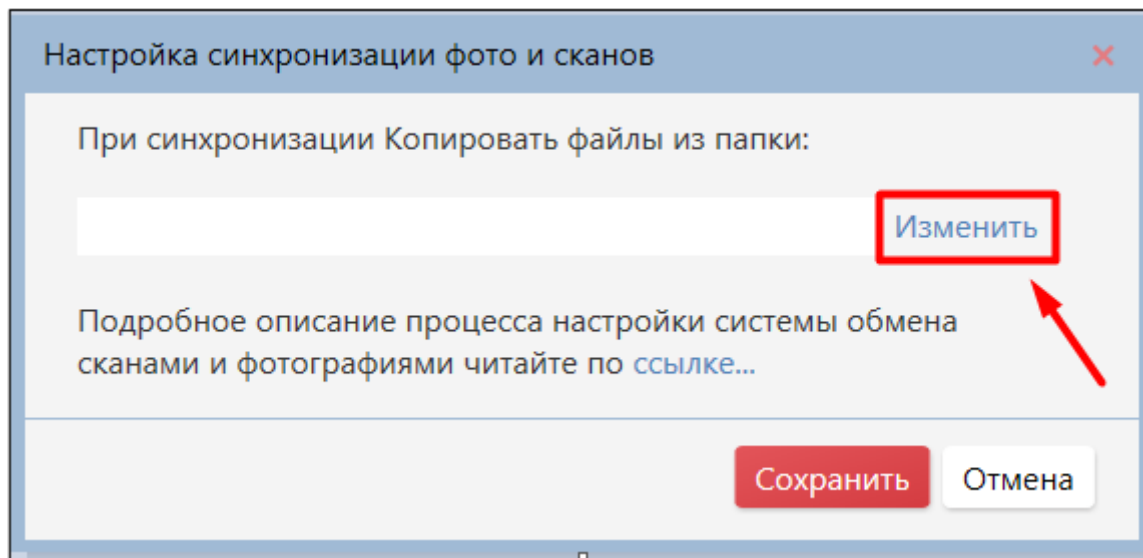 Настройка синхронизации фото и сканов
При синхронизации Копировать файлы из папки:
Изменить
Подробное описание процесса настройки системы обмена
сканами и фотографиями читайте по ссылке...
Сохранить Отмена